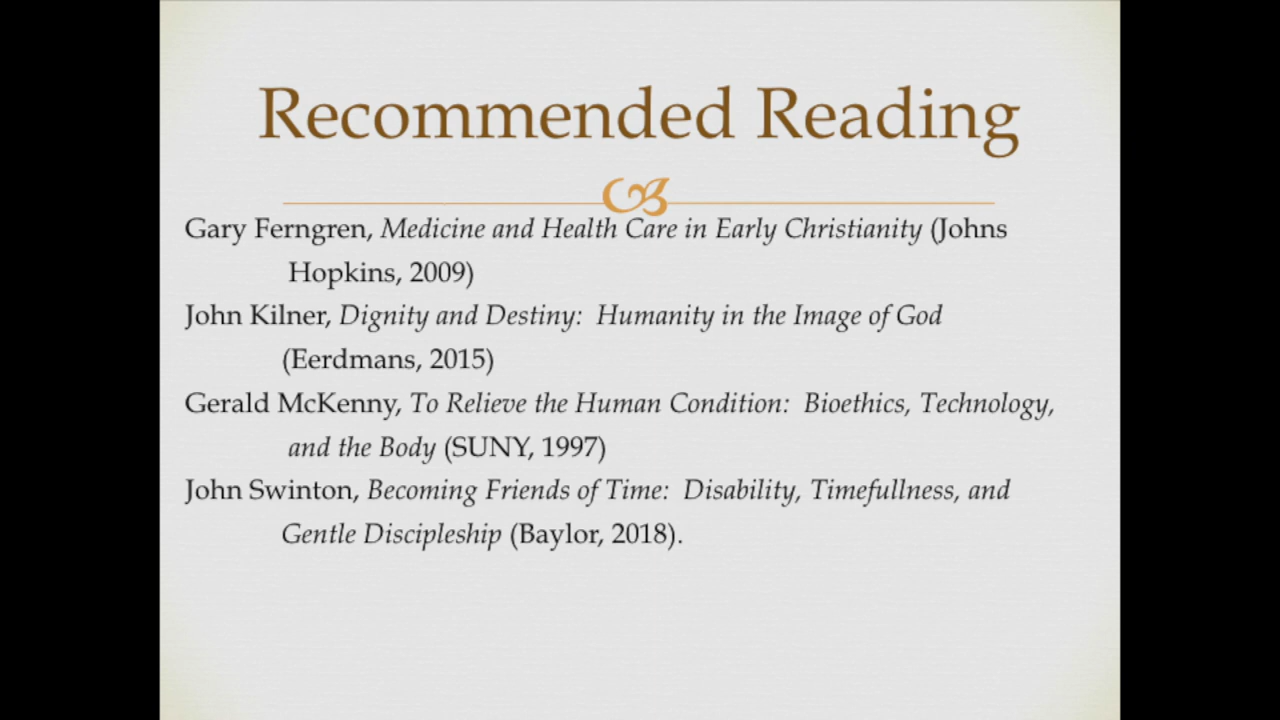 Recommended Reading
Gary Ferngren, Medicine and Health Care in Early Christianity (Johns
Hopkins, 2009)
John Kilner, Dignity and Destiny: Humanity in the Image of God
(Eerdmans, 2015)
Gerald McKenny, To Relieve the Human Condition: Bioethics, Technology,
and the Body (SUNY, 1997)
John Swinton, Becoming Friends of Time: Disability, Timefullness, and
Gentle Discipleship (Baylor, 2018).